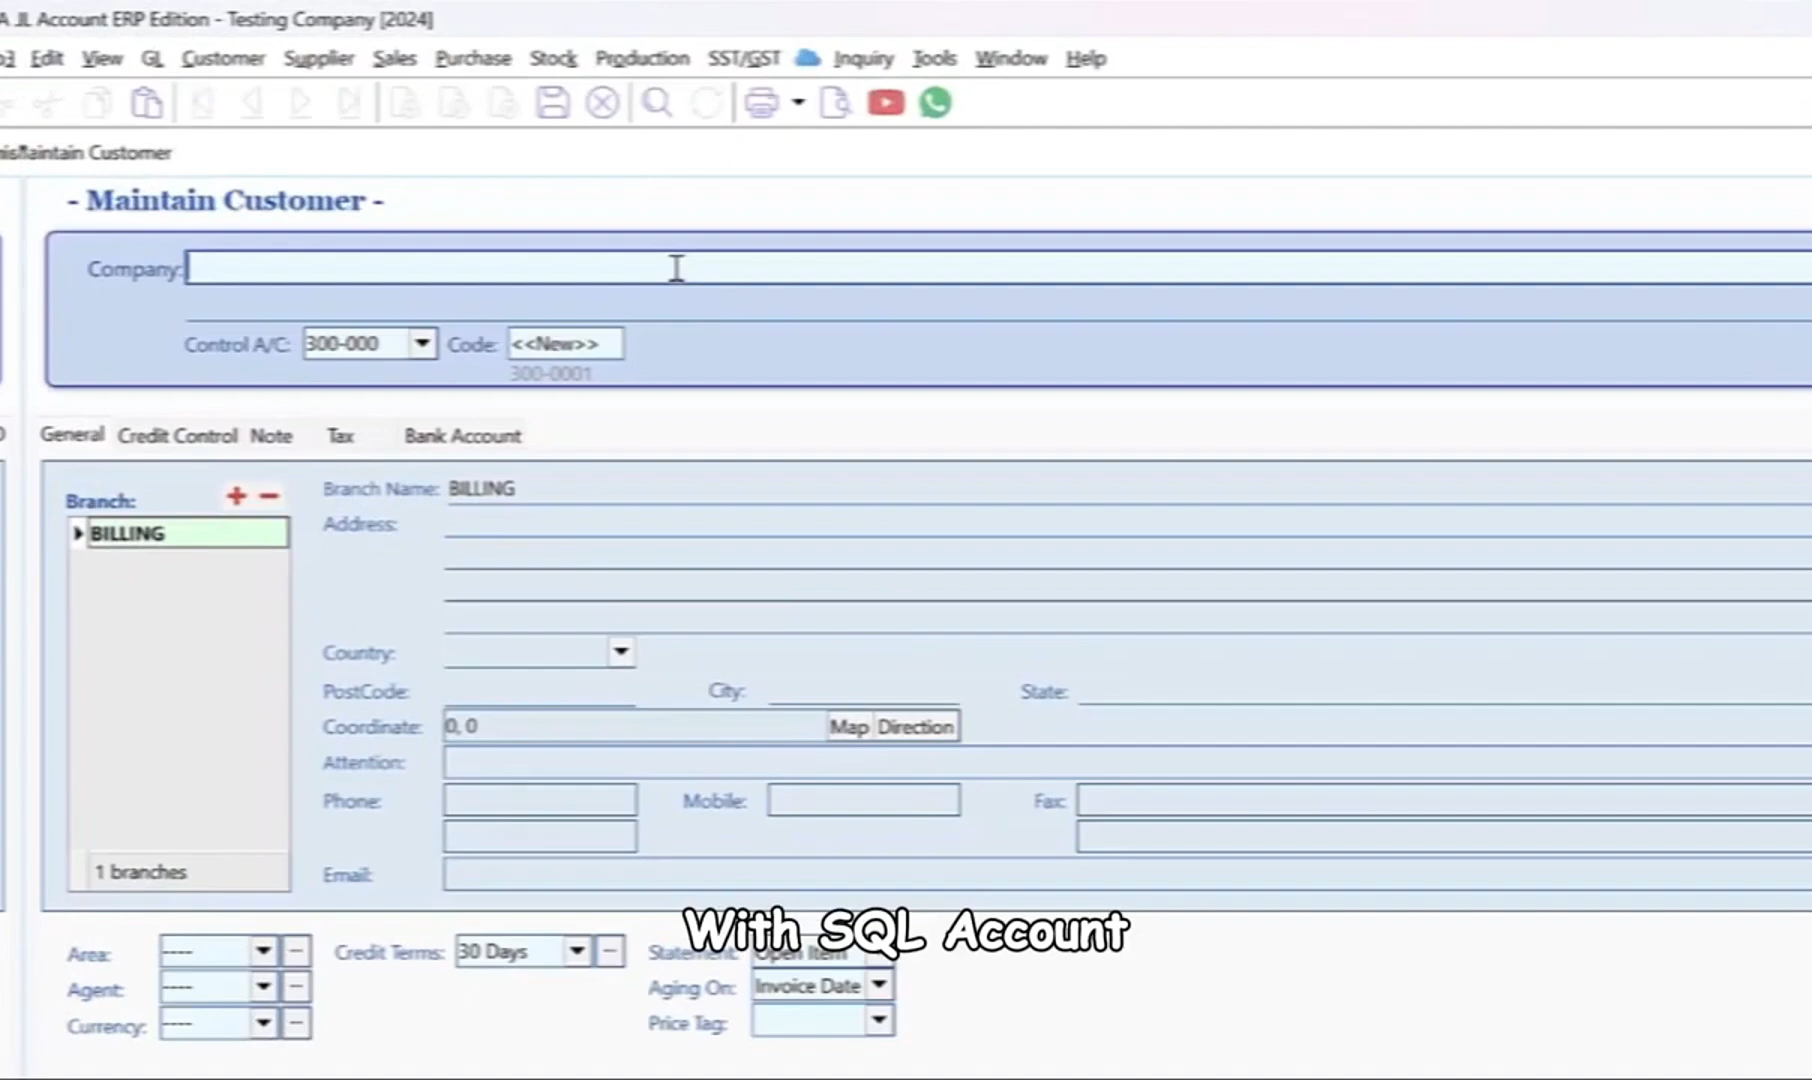 JL Account ERP Edition - Testing Company [2024]
Edit View GL Customer Supplier Sales Purchase Stock Production SST/GST Inquiry Tools Window Help
Maintain Customer
- Maintain Customer -
Company:
Control A/C: 300-000 Code: <<New>>
300-0001
General Credit Control Note Tax Bank Account
Branch: + −
BILLING
1 branches
Branch Name: BILLING
Address:
Country:
PostCode: City: State:
Coordinate: 0, 0 Map Direction
Attention:
Phone: Mobile: Fax:
Email:
With SQL Account
Area: ---- Credit Terms: 30 Days Statement: Open Item
Agent: ---- Aging On: Invoice Date
Currency: ---- Price Tag: